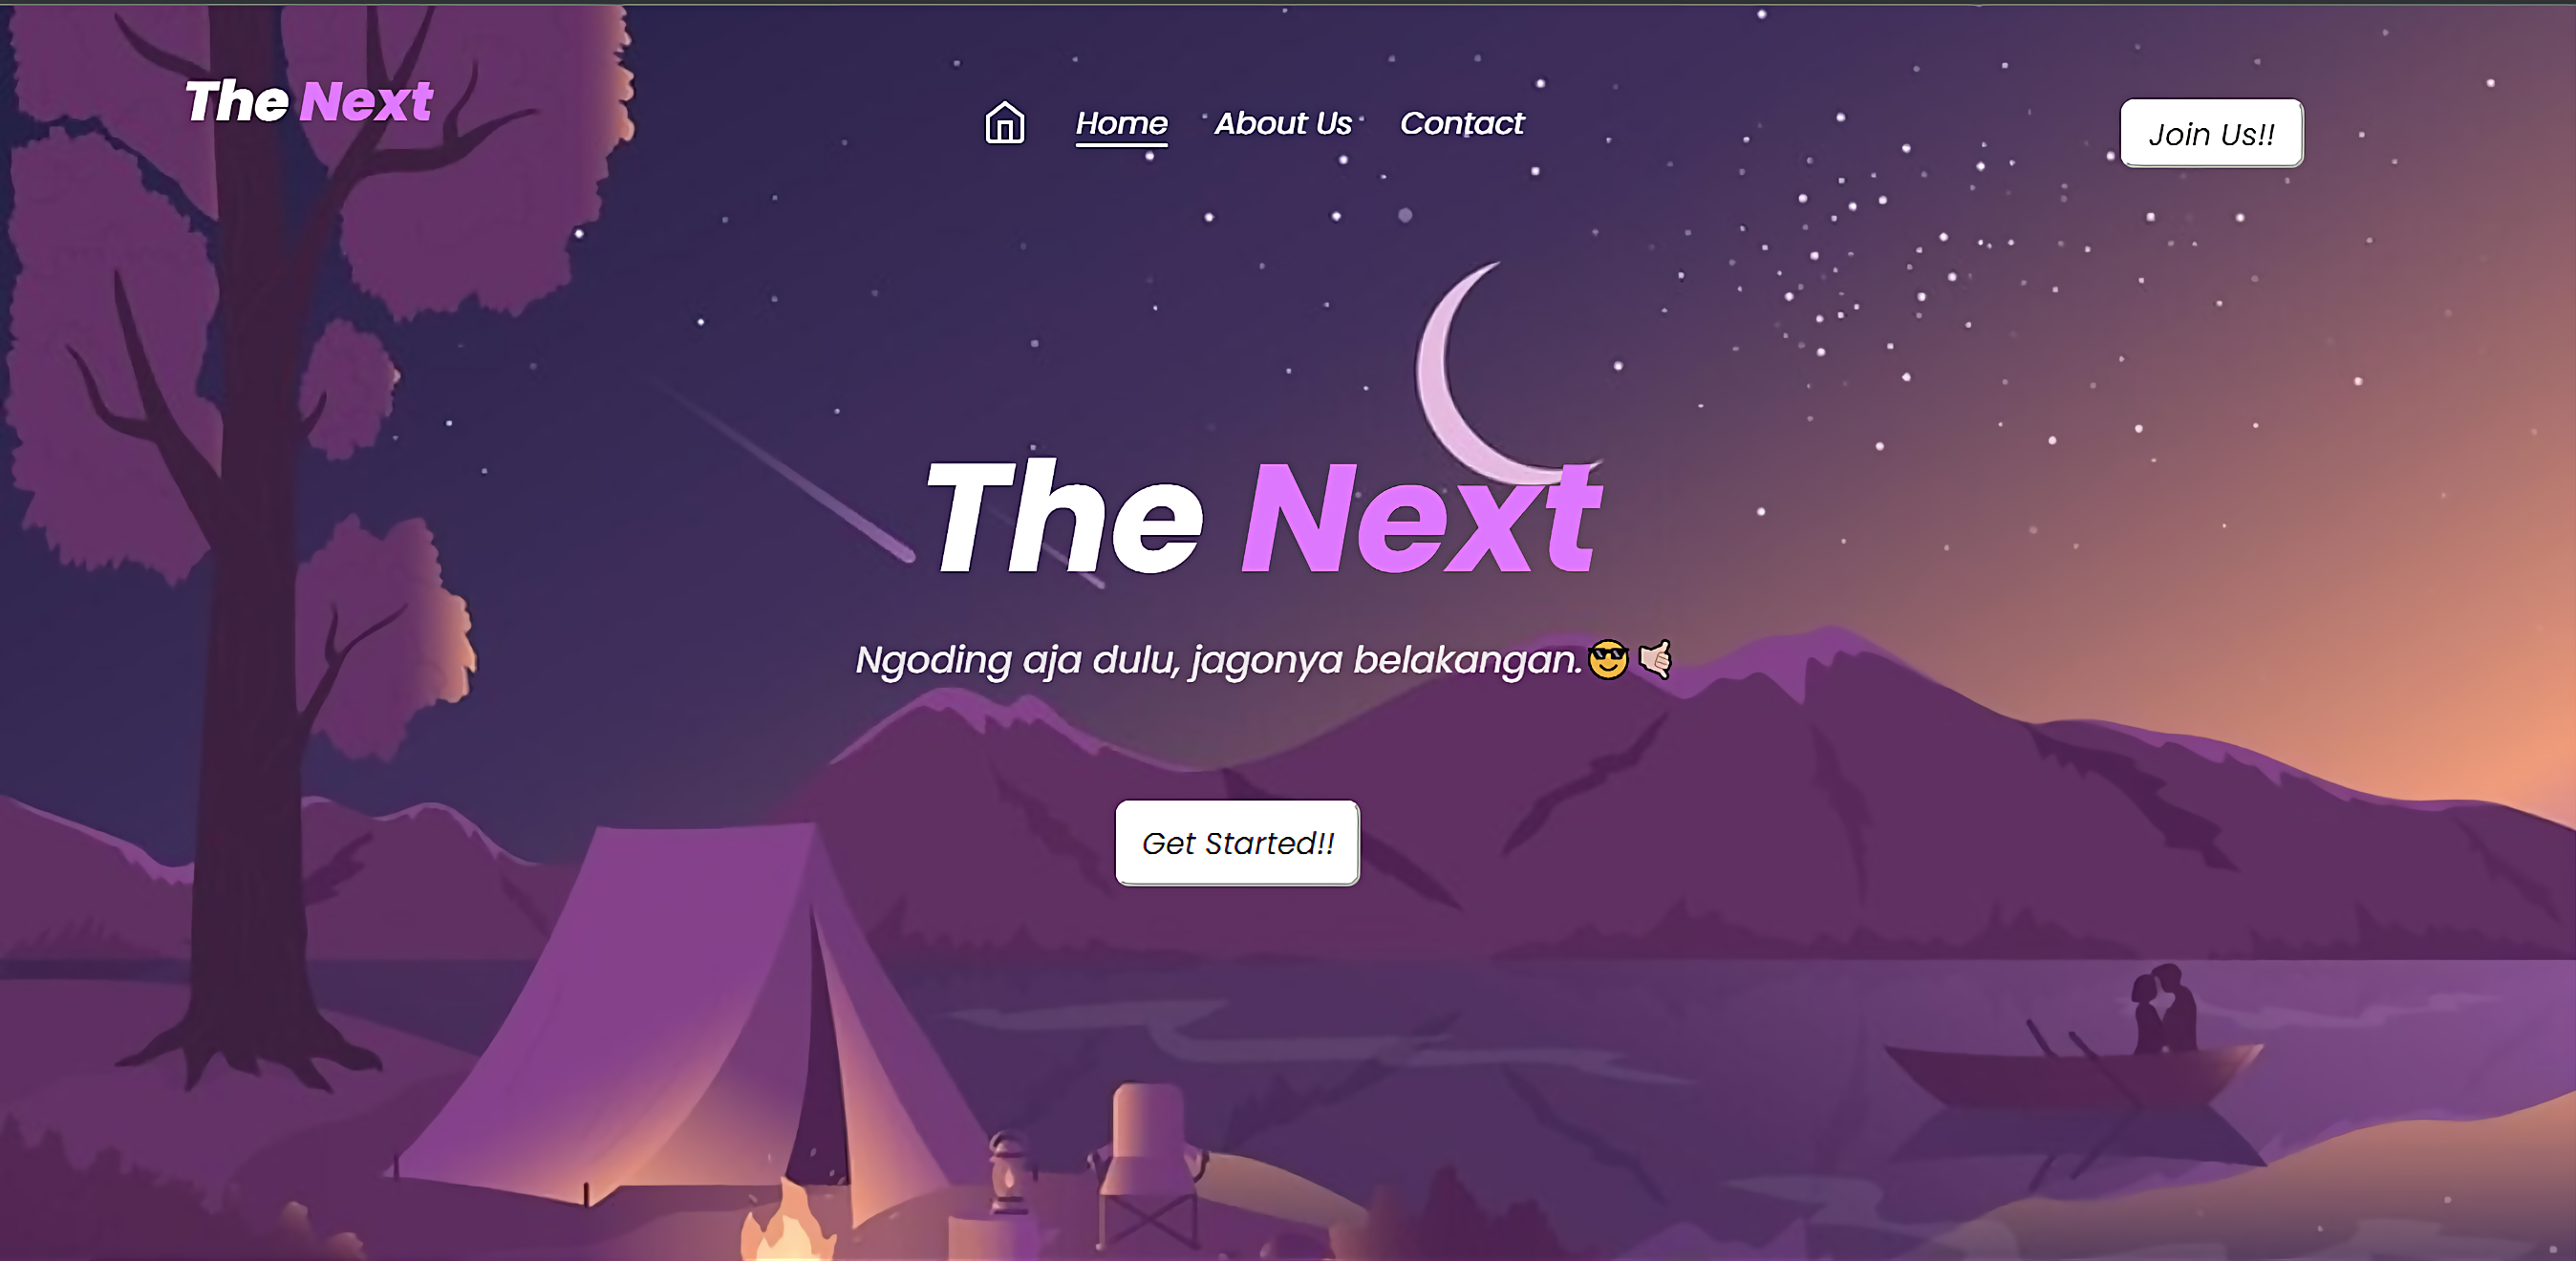 The Next
Home About Us Contact
Join Us!!
The Next
Ngoding aja dulu, jagonya belakangan.😎🤙🏻
Get Started!!